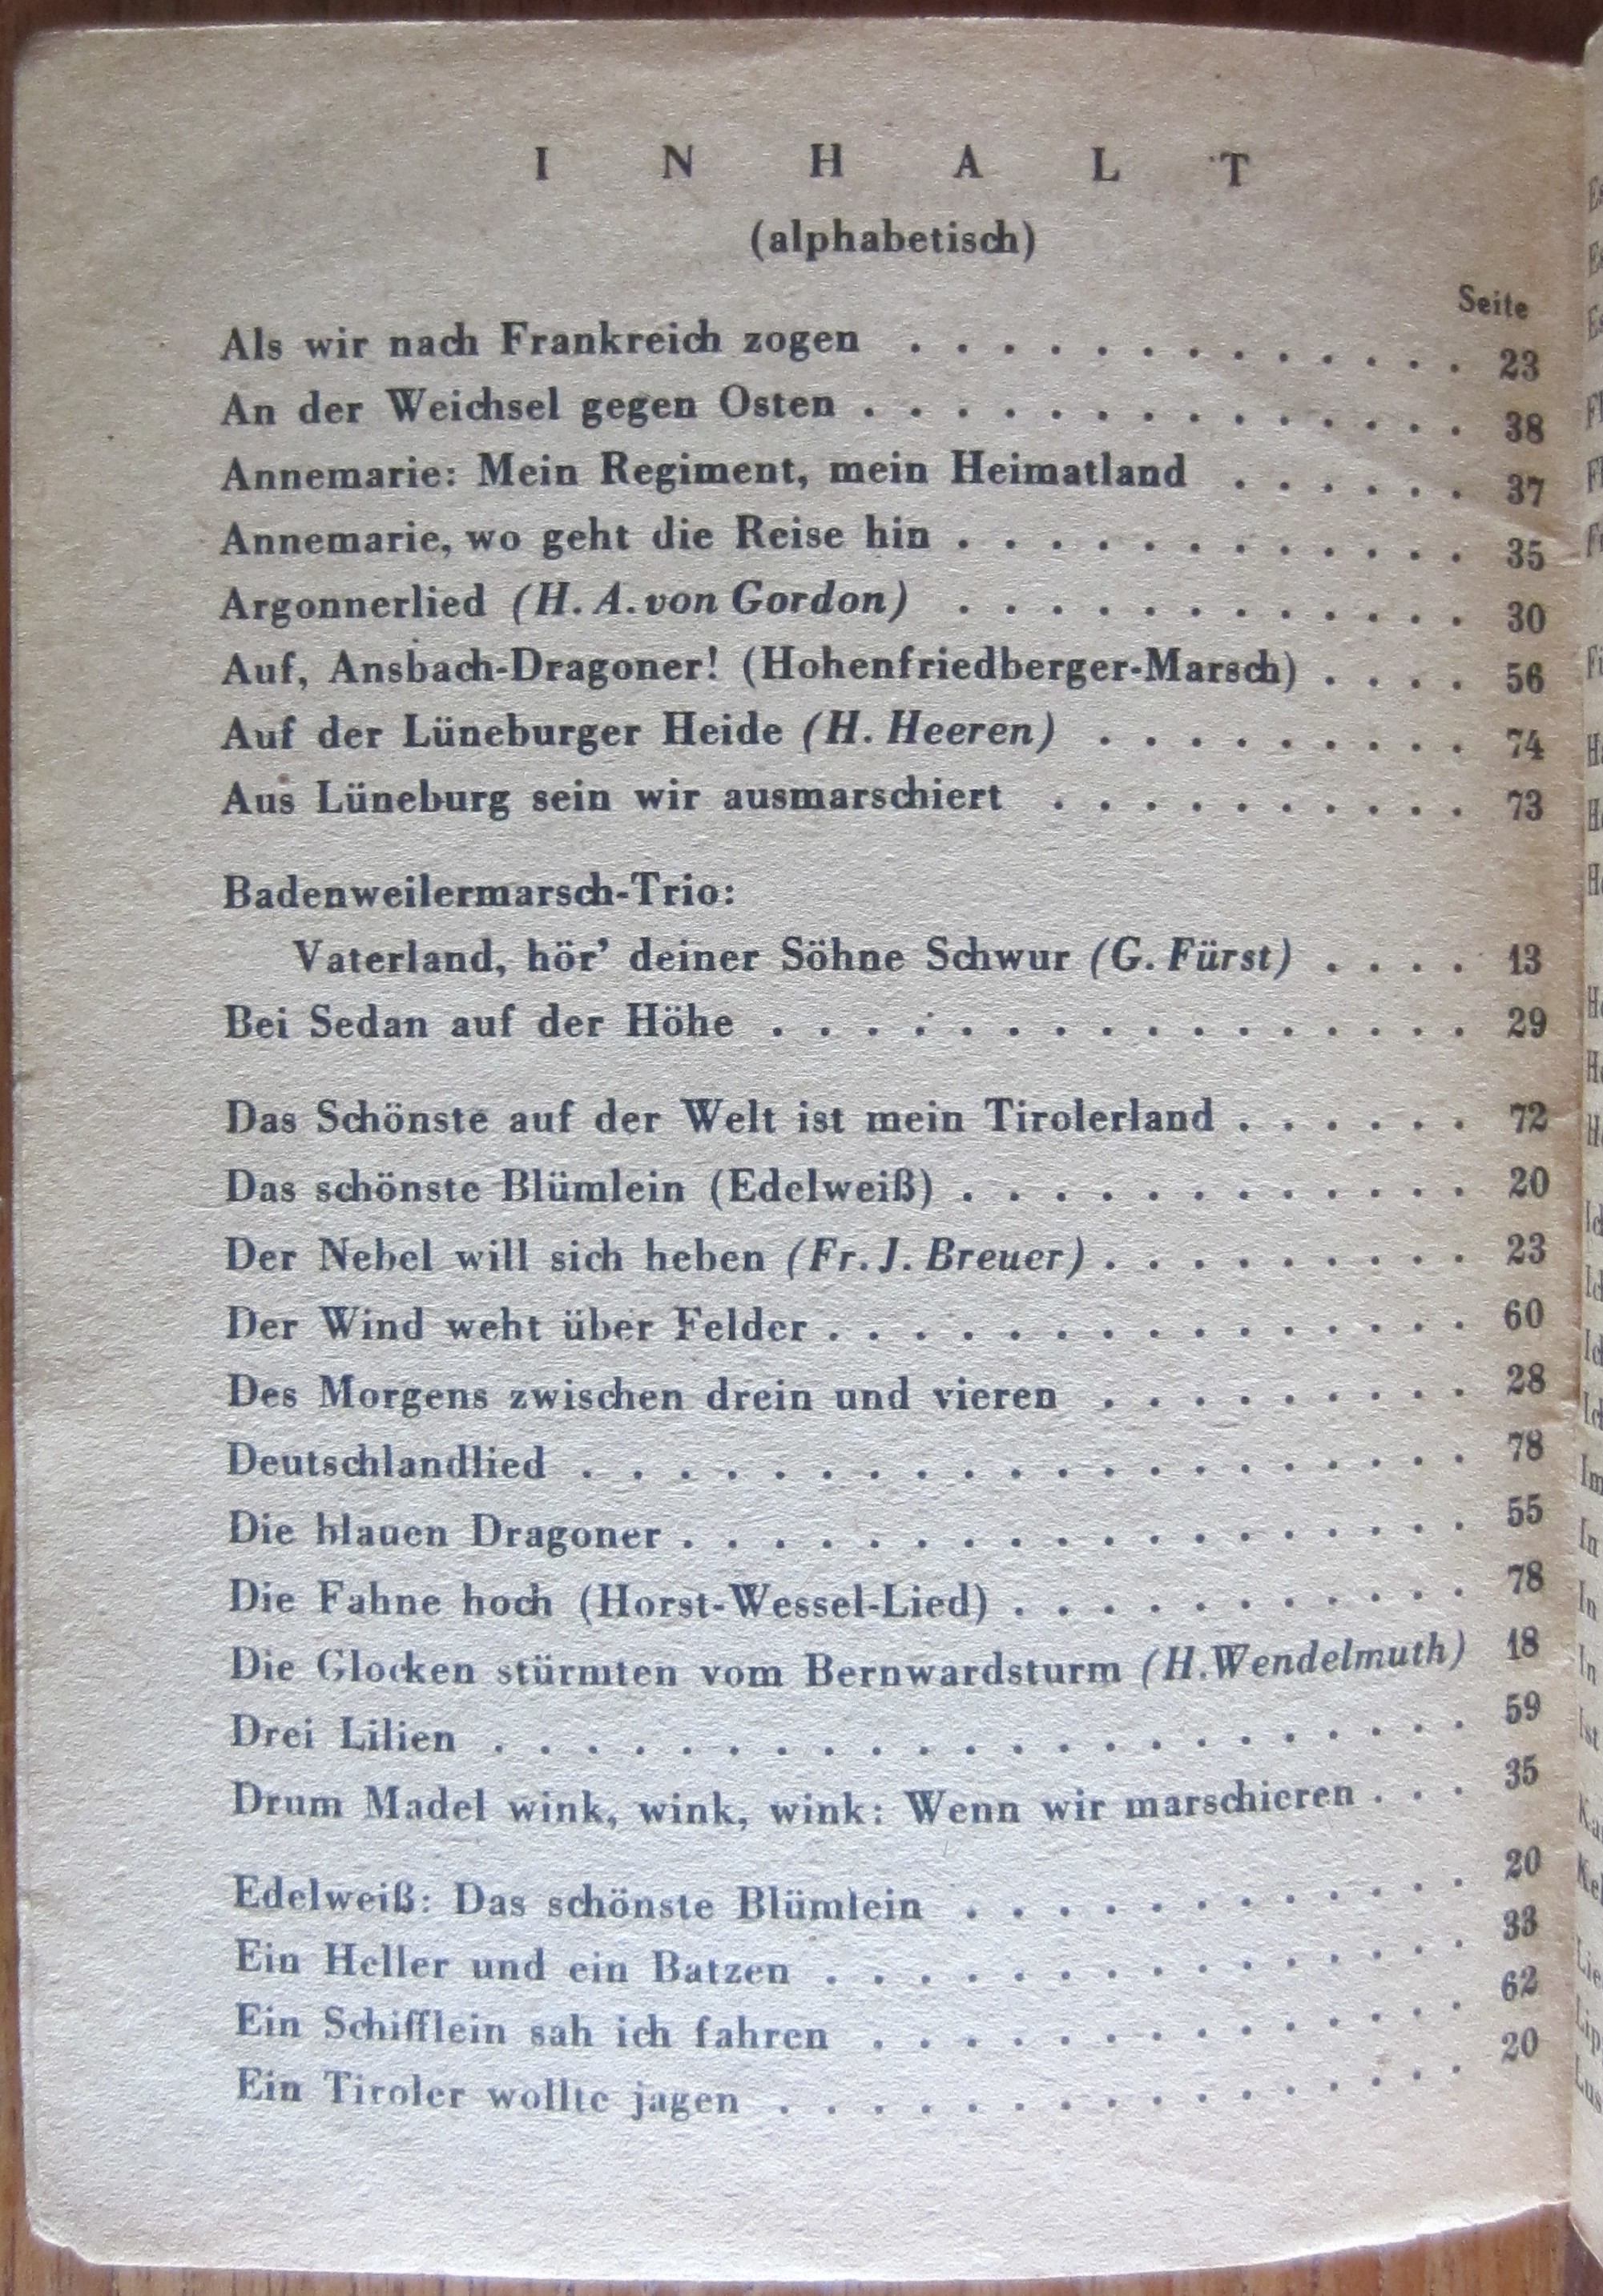 I N H A L T
(alphabetisch)
Seite
Als wir nach Frankreich zogen . . . . . . . . . . . . . 23
An der Weichsel gegen Osten . . . . . . . . . . . . . . 38
Annemarie: Mein Regiment, mein Heimatland . . . . . . 37
Annemarie, wo geht die Reise hin . . . . . . . . . . . . 35
Argonnerlied (H. A. von Gordon) . . . . . . . . . . . . 30
Auf, Ansbach-Dragoner! (Hohenfriedberger-Marsch) . . . . 56
Auf der Lüneburger Heide (H. Heeren) . . . . . . . . . 74
Aus Lüneburg sein wir ausmarschiert . . . . . . . . . . 73
Badenweilermarsch-Trio:
Vaterland, hör’ deiner Söhne Schwur (G. Fürst) . . . . 13
Bei Sedan auf der Höhe . . . . . . . . . . . . . . . . 29
Das Schönste auf der Welt ist mein Tirolerland . . . . . . 72
Das schönste Blümlein (Edelweiß) . . . . . . . . . . . . 20
Der Nebel will sich heben (Fr. J. Breuer) . . . . . . . . . 23
Der Wind weht über Felder . . . . . . . . . . . . . . . 60
Des Morgens zwischen drein und vieren . . . . . . . . . 28
Deutschlandlied . . . . . . . . . . . . . . . . . . . . 78
Die blauen Dragoner . . . . . . . . . . . . . . . . . . 55
Die Fahne hoch (Horst-Wessel-Lied) . . . . . . . . . . . 78
Die Glocken stürmten vom Bernwardsturm (H. Wendelmuth) 18
Drei Lilien . . . . . . . . . . . . . . . . . . . . . . 59
Drum Madel wink, wink, wink: Wenn wir marschieren . . . 35
Edelweiß: Das schönste Blümlein . . . . . . . . . . . . 20
Ein Heller und ein Batzen . . . . . . . . . . . . . . . 33
Ein Schifflein sah ich fahren . . . . . . . . . . . . . . 62
Ein Tiroler wollte jagen . . . . . . . . . . . . . . . . 20